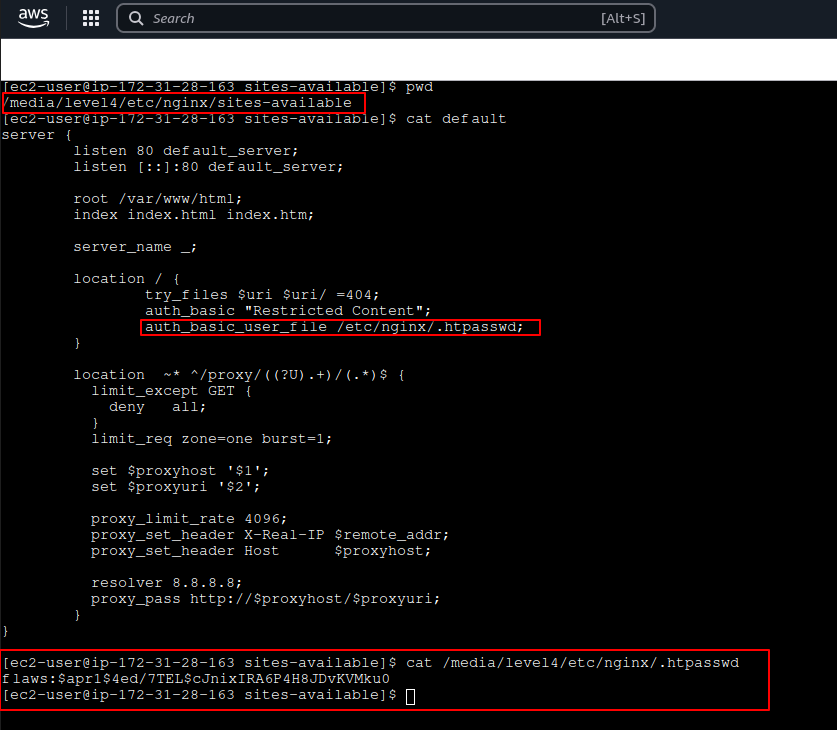 aws
Search [Alt+S]
[ec2-user@ip-172-31-28-163 sites-available]$ pwd
/media/level4/etc/nginx/sites-available
[ec2-user@ip-172-31-28-163 sites-available]$ cat default
server {
        listen 80 default_server;
        listen [::]:80 default_server;
        root /var/www/html;
        index index.html index.htm;
        server_name _;
        location / {
                try_files $uri $uri/ =404;
                auth_basic "Restricted Content";
                auth_basic_user_file /etc/nginx/.htpasswd;
        }
        location  ~* ^/proxy/((?U).+)/(.*)$ {
          limit_except GET {
            deny   all;
          }
          limit_req zone=one burst=1;
          set $proxyhost '$1';
          set $proxyuri '$2';
          proxy_limit_rate 4096;
          proxy_set_header X-Real-IP $remote_addr;
          proxy_set_header Host      $proxyhost;
          resolver 8.8.8.8;
          proxy_pass http://$proxyhost/$proxyuri;
        }
}
[ec2-user@ip-172-31-28-163 sites-available]$ cat /media/level4/etc/nginx/.htpasswd
flaws:$apr1$4ed/7TEL$cJnixIRA6P4H8JDvKVMku0
[ec2-user@ip-172-31-28-163 sites-available]$